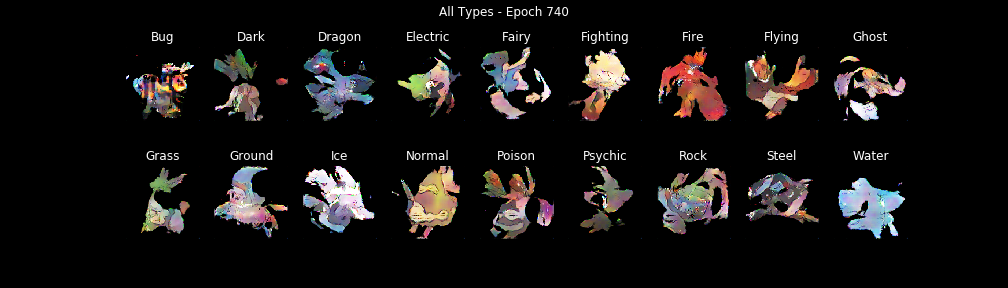 All Types - Epoch 740
Bug Dark Dragon Electric Fairy Fighting Fire Flying Ghost
Grass Ground Ice Normal Poison Psychic Rock Steel Water